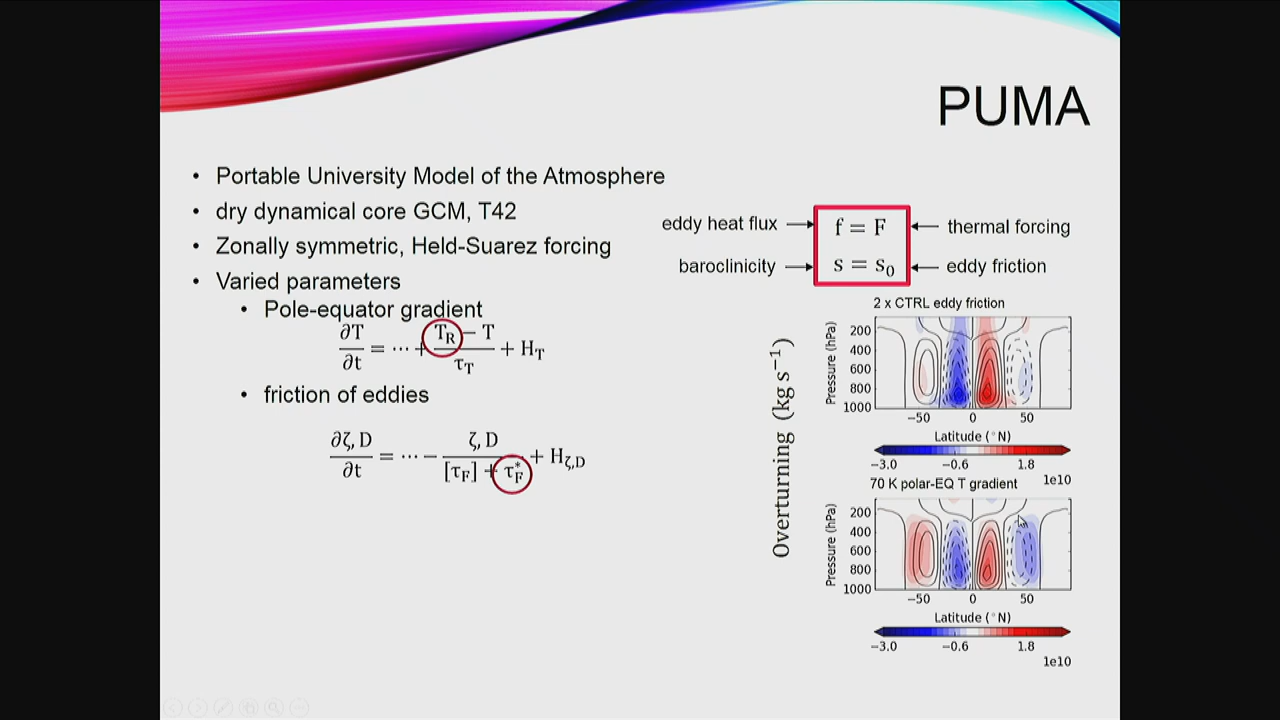 PUMA
• Portable University Model of the Atmosphere
• dry dynamical core GCM, T42
• Zonally symmetric, Held-Suarez forcing
• Varied parameters
• Pole-equator gradient
∂T/∂t = ⋯ + (T_R − T)/τ_T + H_T
• friction of eddies
∂ζ, D/∂t = ⋯ − ζ, D/([τ_F] + τ_F^*) + H_ζ,D
eddy heat flux f = F thermal forcing
baroclinicity s = s₀ eddy friction
Overturning (kg s⁻¹)
2 x CTRL eddy friction
Pressure (hPa)
200
400
600
800
1000
−50 0 50
Latitude (°N)
−3.0 −0.6 1.8
1e10
70 K polar-EQ T gradient
Pressure (hPa)
200
400
600
800
1000
−50 0 50
Latitude (°N)
−3.0 −0.6 1.8
1e10